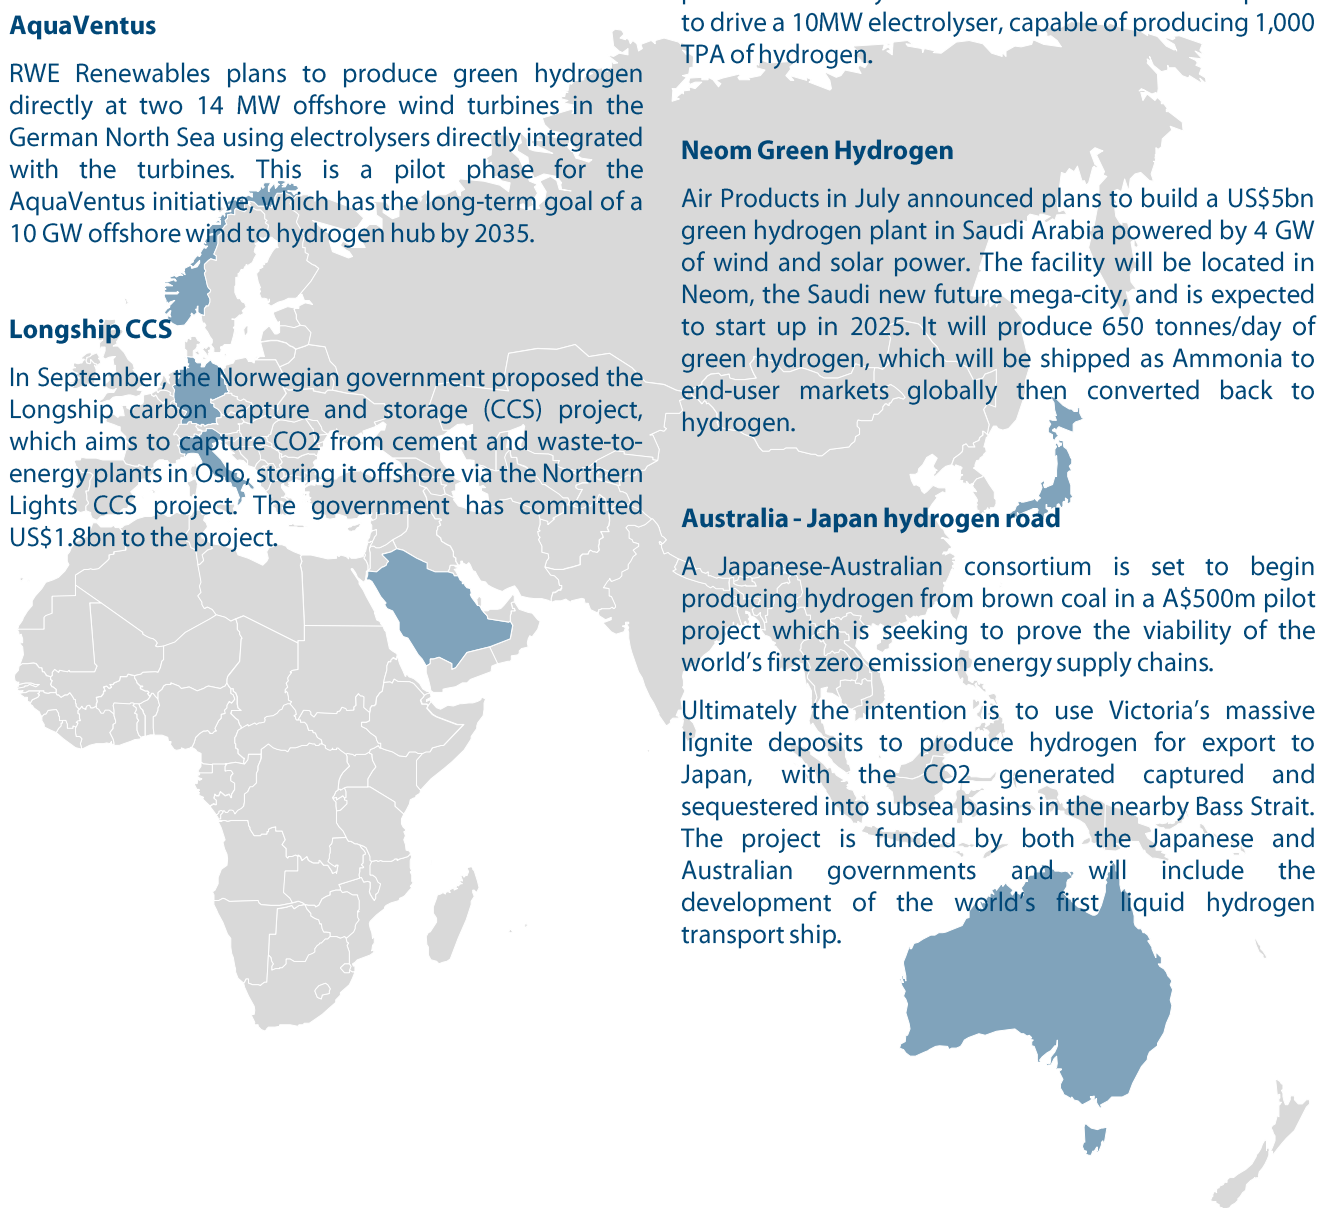 AquaVentus
RWE Renewables plans to produce green hydrogen
directly at two 14 MW offshore wind turbines in the
German North Sea using electrolysers directly integrated
with the turbines. This is a pilot phase for the
AquaVentus initiative, which has the long-term goal of a
10 GW offshore wind to hydrogen hub by 2035.
Longship CCS
In September, the Norwegian government proposed the
Longship carbon capture and storage (CCS) project,
which aims to capture CO2 from cement and waste-to-
energy plants in Oslo, storing it offshore via the Northern
Lights CCS project. The government has committed
US$1.8bn to the project.
to drive a 10MW electrolyser, capable of producing 1,000
TPA of hydrogen.
Neom Green Hydrogen
Air Products in July announced plans to build a US$5bn
green hydrogen plant in Saudi Arabia powered by 4 GW
of wind and solar power. The facility will be located in
Neom, the Saudi new future mega-city, and is expected
to start up in 2025. It will produce 650 tonnes/day of
green hydrogen, which will be shipped as Ammonia to
end-user markets globally then converted back to
hydrogen.
Australia - Japan hydrogen road
A Japanese-Australian consortium is set to begin
producing hydrogen from brown coal in a A$500m pilot
project which is seeking to prove the viability of the
world's first zero emission energy supply chains.
Ultimately the intention is to use Victoria's massive
lignite deposits to produce hydrogen for export to
Japan, with the CO2 generated captured and
sequestered into subsea basins in the nearby Bass Strait.
The project is funded by both the Japanese and
Australian governments and will include the
development of the world's first liquid hydrogen
transport ship.